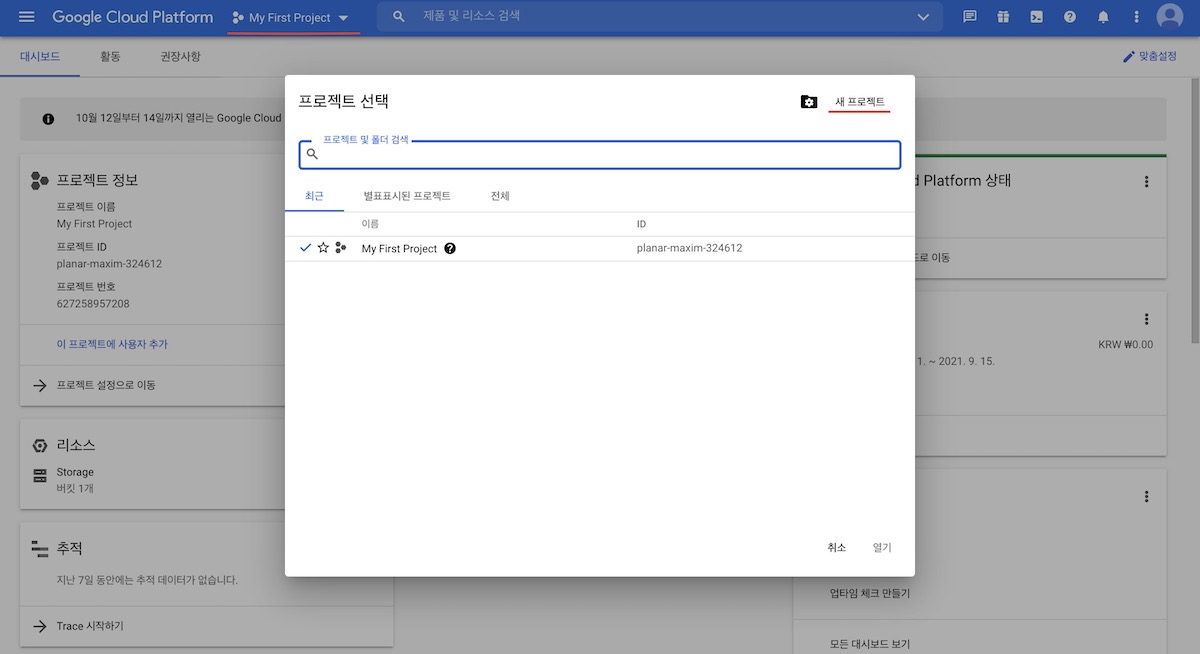 Google Cloud Platform
My First Project
제품 및 리소스 검색
대시보드
활동
권장사항
맞춤설정
10월 12일부터 14일까지 열리는 Google Cloud
프로젝트 정보
프로젝트 이름
My First Project
프로젝트 ID
planar-maxim-324612
프로젝트 번호
627258957208
이 프로젝트에 사용자 추가
프로젝트 설정으로 이동
리소스
Storage
버킷 1개
추적
지난 7일 동안에는 추적 데이터가 없습니다.
Trace 시작하기
프로젝트 선택
새 프로젝트
프로젝트 및 폴더 검색
최근
별표표시된 프로젝트
전체
이름
ID
My First Project
planar-maxim-324612
취소
열기
d Platform 상태
드로 이동
KRW ₩0.00
1. ~ 2021. 9. 15.
업타임 체크 만들기
모든 대시보드 보기